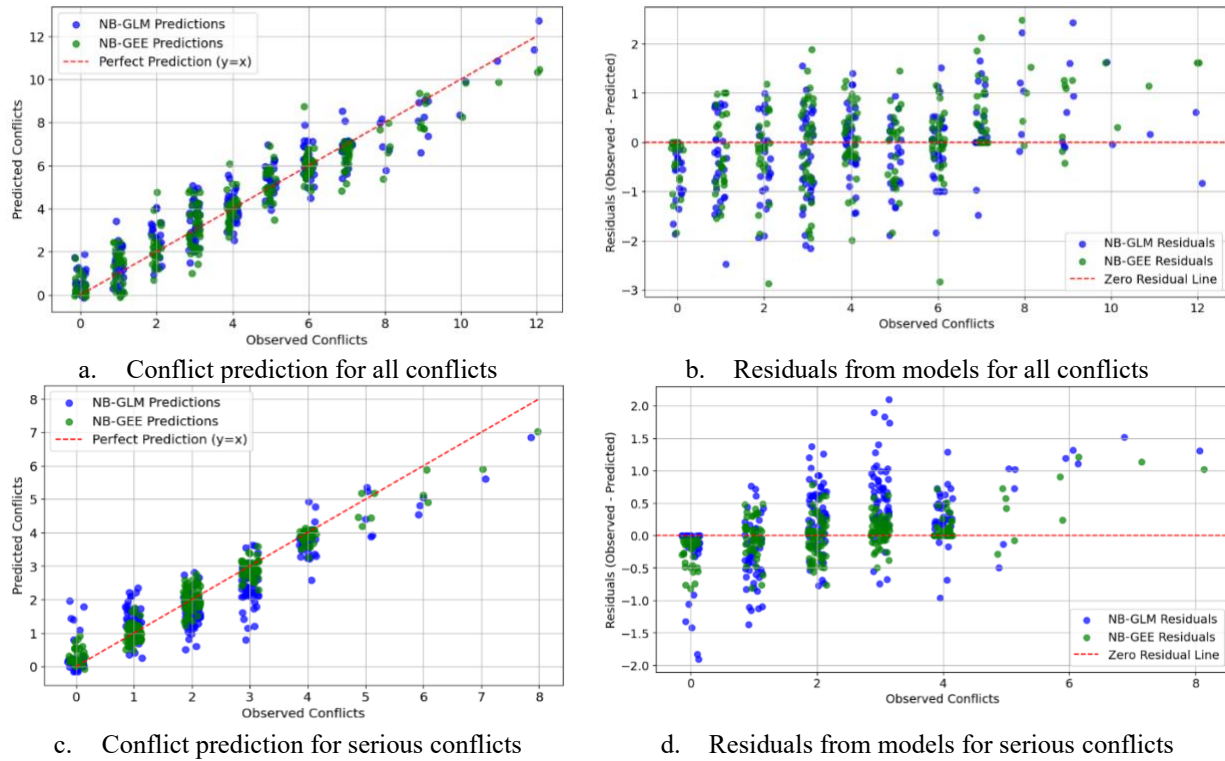 NB-GLM Predictions
NB-GEE Predictions
Perfect Prediction (y=x)
Predicted Conflicts
12
10
8
6
4
2
0
0 2 4 6 8 10 12
Observed Conflicts
a. Conflict prediction for all conflicts
Residuals (Observed - Predicted)
2
1
0
−1
−2
−3
NB-GLM Residuals
NB-GEE Residuals
Zero Residual Line
0 2 4 6 8 10 12
Observed Conflicts
b. Residuals from models for all conflicts
NB-GLM Predictions
NB-GEE Predictions
Perfect Prediction (y=x)
Predicted Conflicts
8
7
6
5
4
3
2
1
0
0 1 2 3 4 5 6 7 8
Observed Conflicts
c. Conflict prediction for serious conflicts
Residuals (Observed - Predicted)
2.0
1.5
1.0
0.5
0.0
−0.5
−1.0
−1.5
−2.0
NB-GLM Residuals
NB-GEE Residuals
Zero Residual Line
0 2 4 6 8
Observed Conflicts
d. Residuals from models for serious conflicts